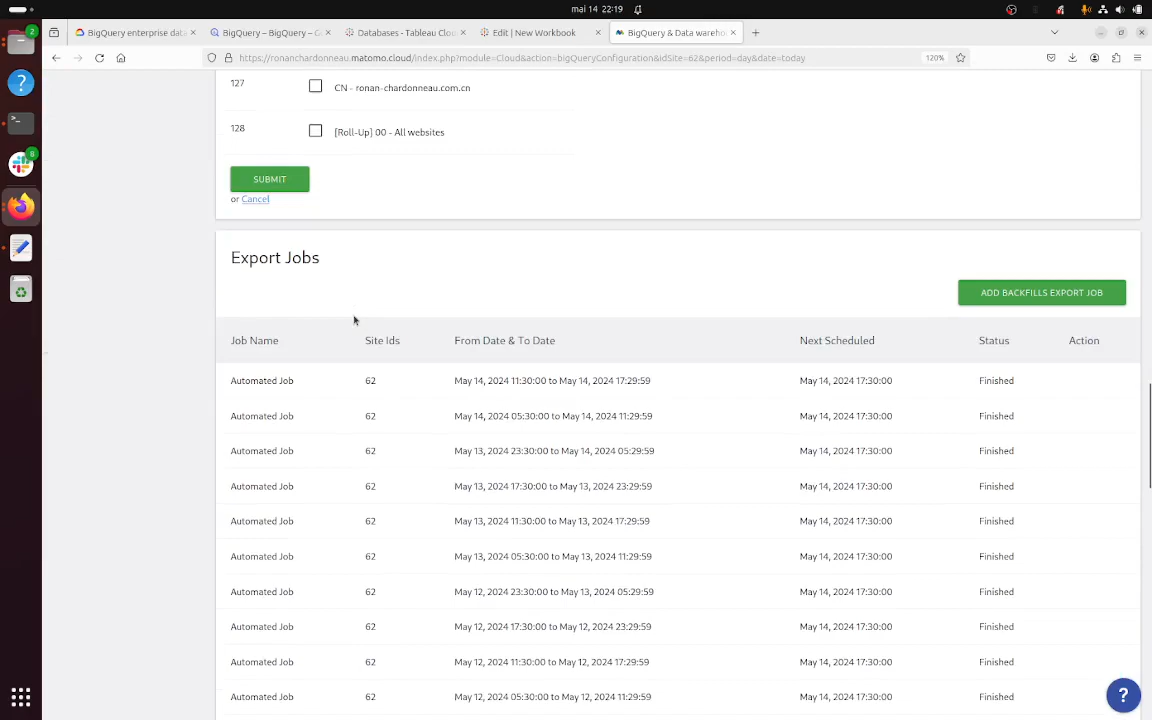 mai 14 22:19
BigQuery enterprise dat
BigQuery – BigQuery – G
Databases - Tableau Clou
Edit | New Workbook
BigQuery & Data wareho
https://ronanchardonneau.matomo.cloud/index.php?module=Cloud&action=bigQueryConfiguration&idSite=62&period=day&date=today
120%
127 CN - ronan-chardonneau.com.cn
128 [Roll-Up] 00 - All websites
SUBMIT
or Cancel
Export Jobs
ADD BACKFILLS EXPORT JOB
Job Name Site Ids From Date & To Date Next Scheduled Status Action
Automated Job 62 May 14, 2024 11:30:00 to May 14, 2024 17:29:59 May 14, 2024 17:30:00 Finished
Automated Job 62 May 14, 2024 05:30:00 to May 14, 2024 11:29:59 May 14, 2024 17:30:00 Finished
Automated Job 62 May 13, 2024 23:30:00 to May 14, 2024 05:29:59 May 14, 2024 17:30:00 Finished
Automated Job 62 May 13, 2024 17:30:00 to May 13, 2024 23:29:59 May 14, 2024 17:30:00 Finished
Automated Job 62 May 13, 2024 11:30:00 to May 13, 2024 17:29:59 May 14, 2024 17:30:00 Finished
Automated Job 62 May 13, 2024 05:30:00 to May 13, 2024 11:29:59 May 14, 2024 17:30:00 Finished
Automated Job 62 May 12, 2024 23:30:00 to May 13, 2024 05:29:59 May 14, 2024 17:30:00 Finished
Automated Job 62 May 12, 2024 17:30:00 to May 12, 2024 23:29:59 May 14, 2024 17:30:00 Finished
Automated Job 62 May 12, 2024 11:30:00 to May 12, 2024 17:29:59 May 14, 2024 17:30:00 Finished
Automated Job 62 May 12, 2024 05:30:00 to May 12, 2024 11:29:59 May 14, 2024 17:30:00 Finished
2
?
8
?